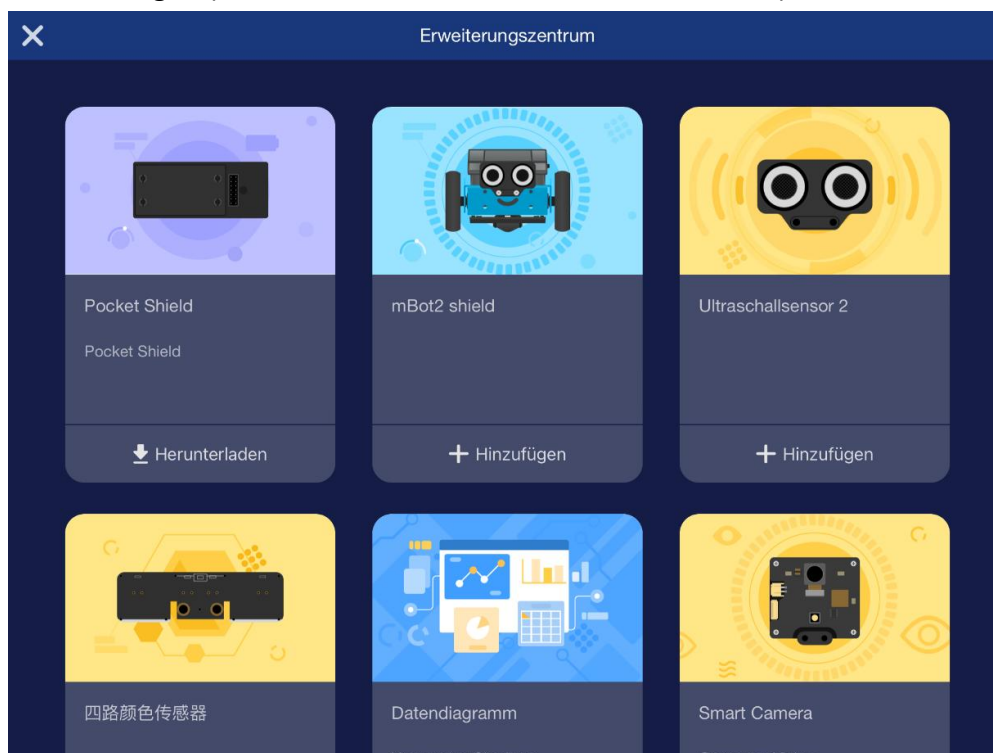 Erweiterungszentrum
Pocket Shield
Pocket Shield
Herunterladen
mBot2 shield
Hinzufügen
Ultraschallsensor 2
Hinzufügen
四路颜色传感器
Datendiagramm
Smart Camera